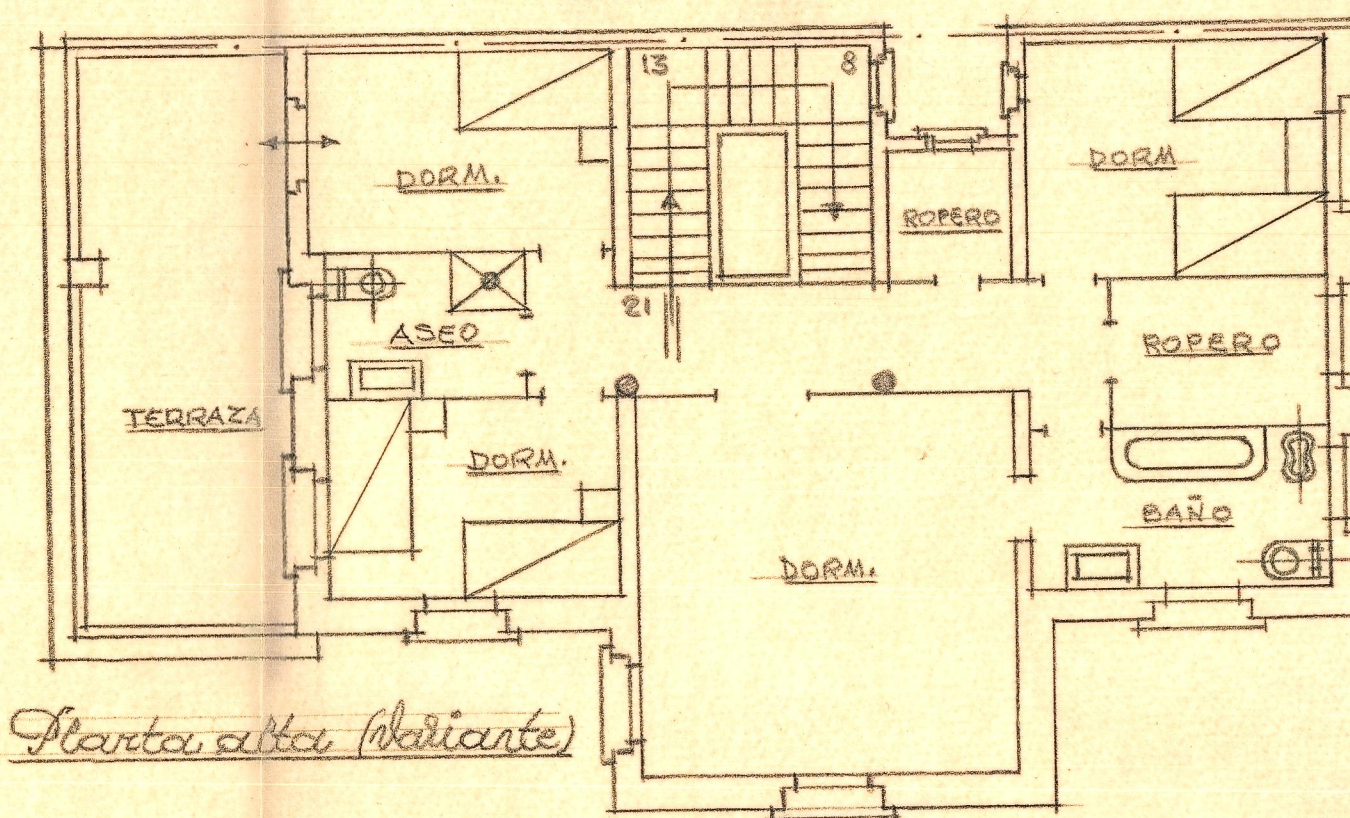 13
8
DORM.
DORM
ROPERO
21
ASEO
ROPERO
TERRAZA
DORM.
BAÑO
DORM.
Planta alta (Variante)